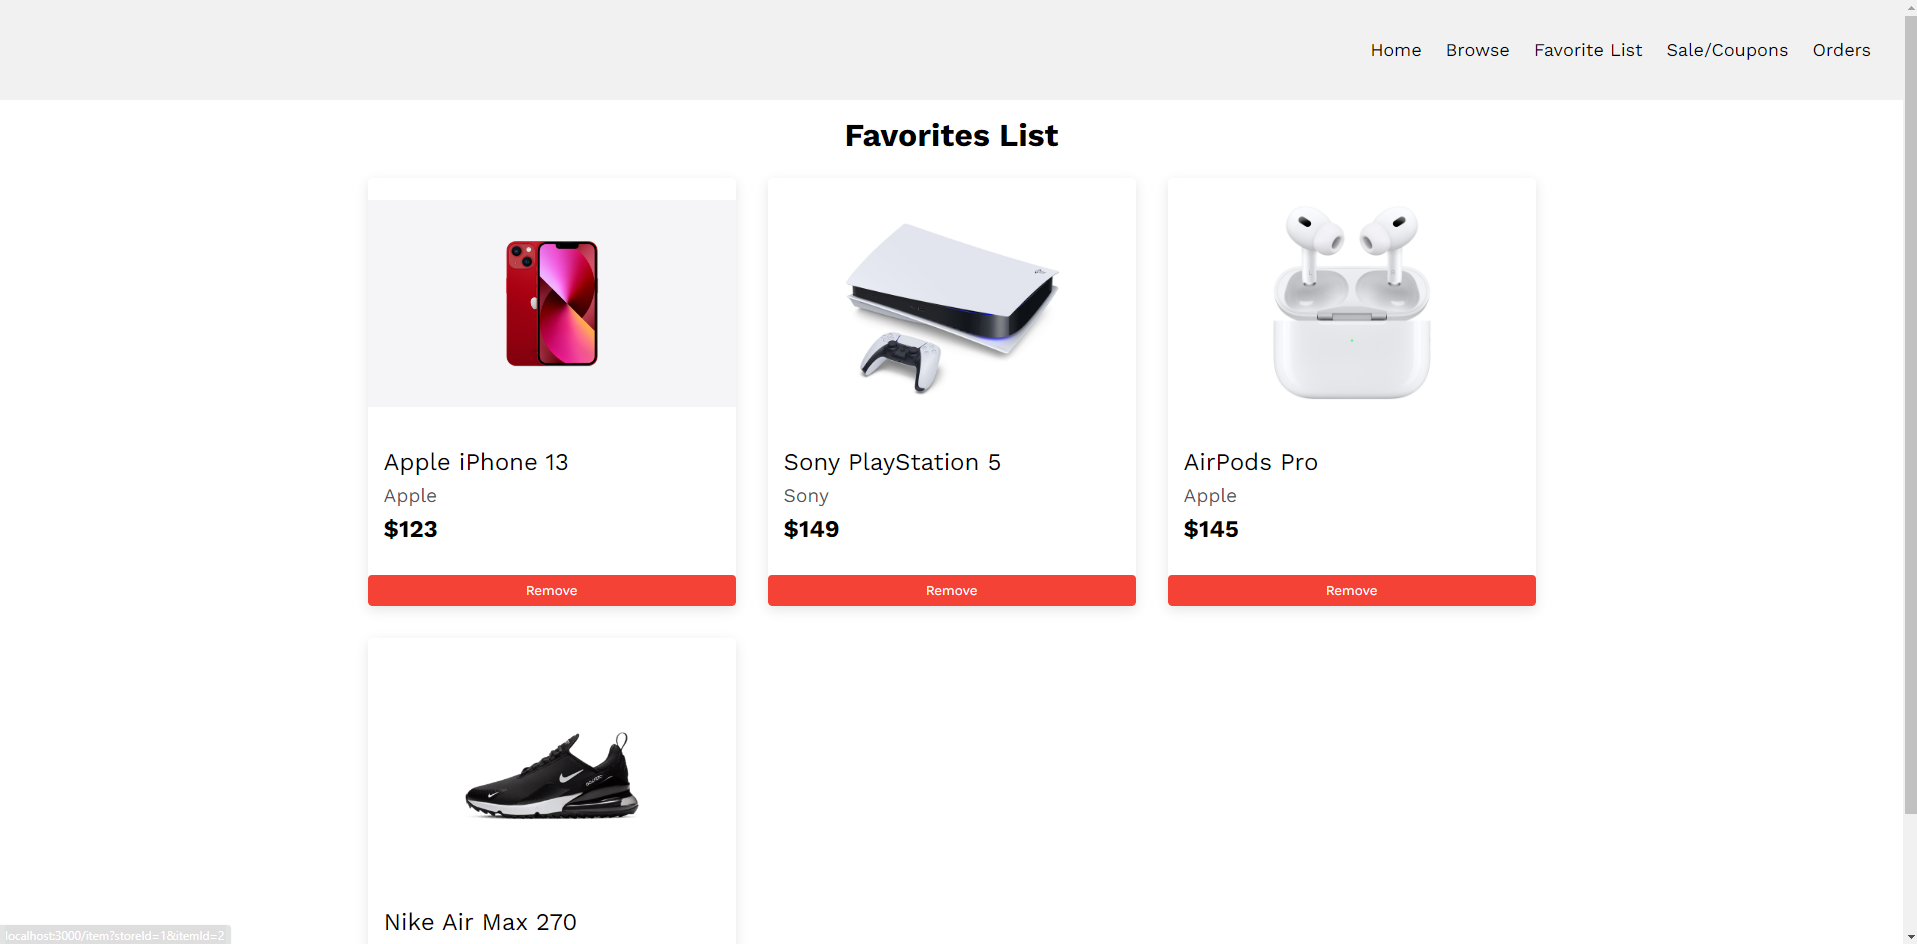 Home Browse Favorite List Sale/Coupons Orders
Favorites List
Apple iPhone 13
Apple
$123
Remove
Sony PlayStation 5
Sony
$149
Remove
AirPods Pro
Apple
$145
Remove
Nike Air Max 270
localhost:3000/item?storeId=1&itemId=2